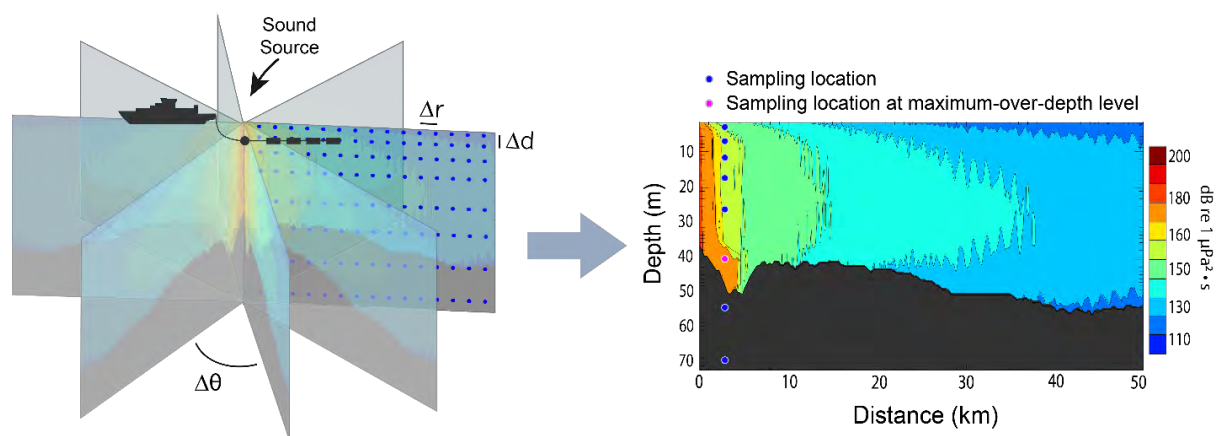 Sound
Source
Δr
Δd
Δθ
Sampling location
Sampling location at maximum-over-depth level
Depth (m)
10
20
30
40
50
60
70
0
10
20
30
40
50
Distance (km)
200
180
160
150
130
110
dB re 1 µPa²• s